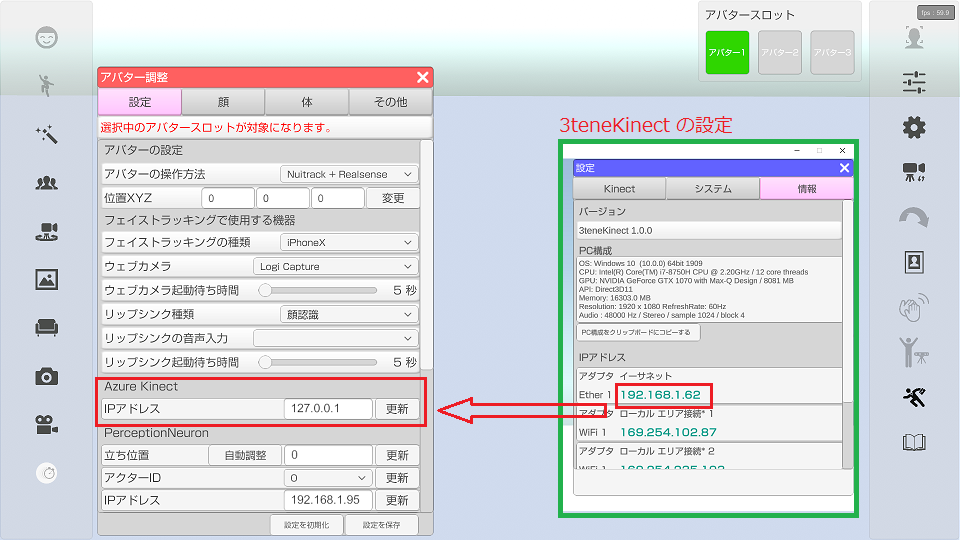 fps : 59.9
アバタースロット
アバター1
アバター2
アバター3
アバター調整
設定
顔
体
その他
選択中のアバタースロットが対象になります。
アバターの設定
アバターの操作方法 Nuitrack + Realsense
位置XYZ 0 0 0 変更
フェイストラッキングで使用する機器
フェイストラッキングの種類 iPhoneX
ウェブカメラ Logi Capture
ウェブカメラ起動待ち時間 5 秒
リップシンク種類 顔認識
リップシンクの音声入力
リップシンク起動待ち時間 5 秒
Azure Kinect
IPアドレス 127.0.0.1 更新
PerceptionNeuron
立ち位置 自動調整 0 更新
アクターID 0 更新
IPアドレス 192.168.1.95 更新
設定を初期化 設定を保存
3teneKinect の設定
設定
Kinect
システム
情報
バージョン
3teneKinect 1.0.0
PC構成
OS: Windows 10 (10.0.0) 64bit 1909
CPU: Intel(R) Core(TM) i7-8750H CPU @ 2.20GHz / 12 core threads
GPU: NVIDIA GeForce GTX 1070 with Max-Q Design / 8081 MB
API: Direct3D11
Memory: 16303.0 MB
Resolution: 1920 x 1080 RefreshRate: 60Hz
Audio : 48000 Hz / Stereo / sample 1024 / block 4
PC構成をクリップボードにコピーする
IPアドレス
アダプタ イーサネット
Ether 1 192.168.1.62
アダプタ ローカル エリア接続* 1
WiFi 1 169.254.102.87
アダプタ ローカル エリア接続* 2
WiFi 1